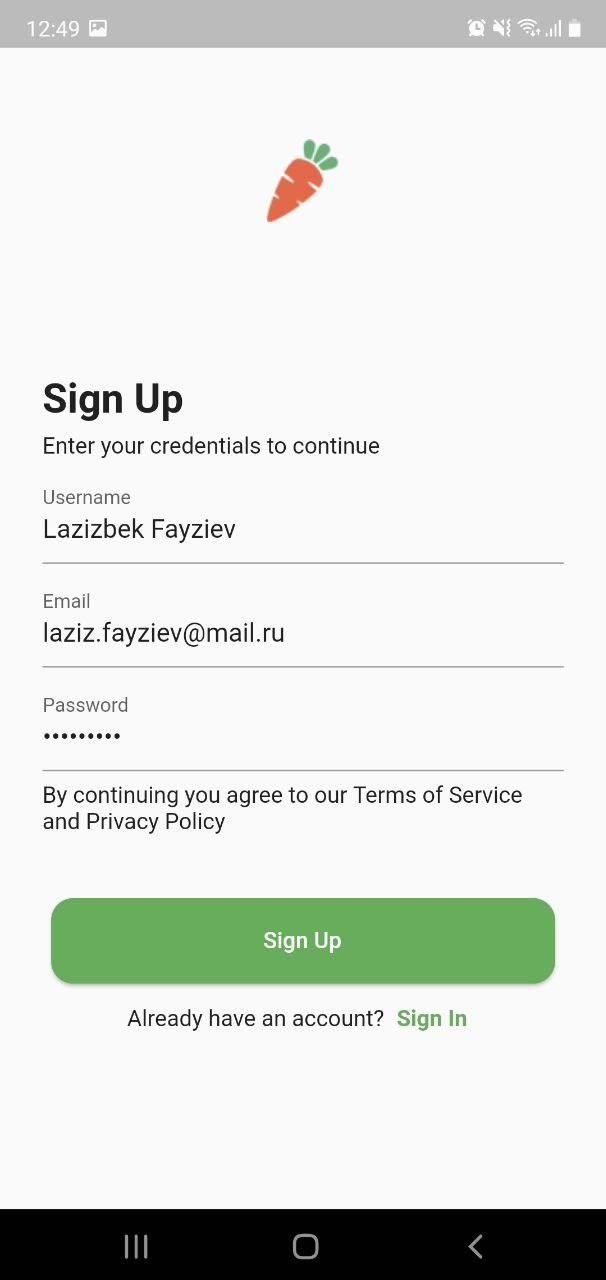 12:49
Sign Up
Enter your credentials to continue
Username
Lazizbek Fayziev
Email
laziz.fayziev@mail.ru
Password
•••••••••
By continuing you agree to our Terms of Service
and Privacy Policy
Sign Up
Already have an account? Sign In